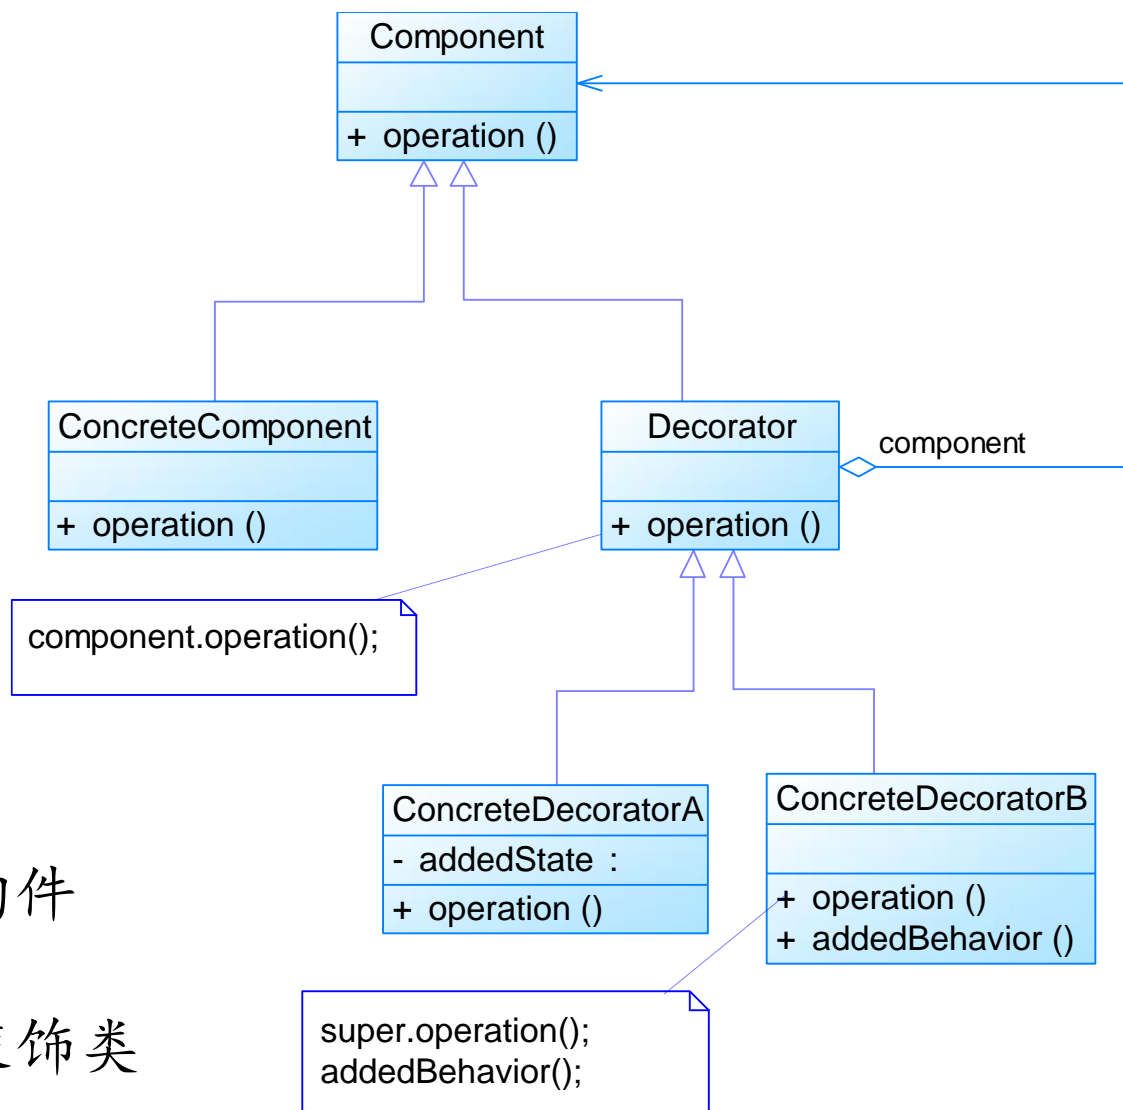 Component
+ operation ()
ConcreteComponent
+ operation ()
Decorator
+ operation ()
component
component.operation();
ConcreteDecoratorA
- addedState :
+ operation ()
ConcreteDecoratorB
+ operation ()
+ addedBehavior ()
件
饰类
super.operation();
addedBehavior();